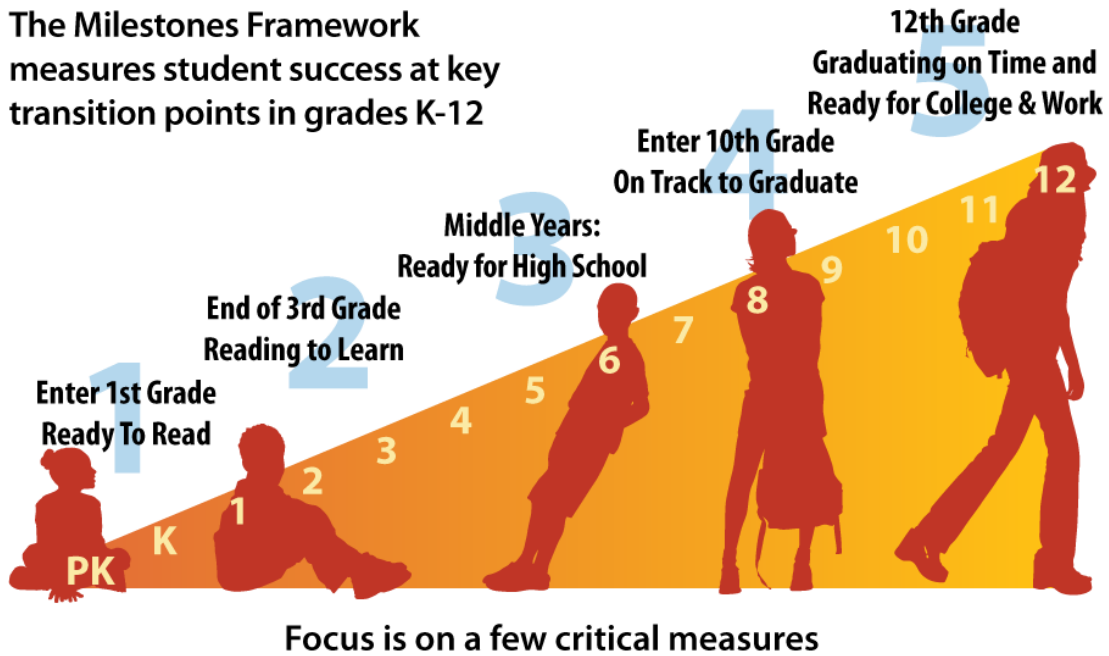 The Milestones Framework
measures student success at key
transition points in grades K-12
1
Enter 1st Grade
Ready To Read
2
End of 3rd Grade
Reading to Learn
3
Middle Years:
Ready for High School
4
Enter 10th Grade
On Track to Graduate
5
12th Grade
Graduating on Time and
Ready for College & Work
PK
K
1
2
3
4
5
6
7
8
9
10
11
12
Focus is on a few critical measures